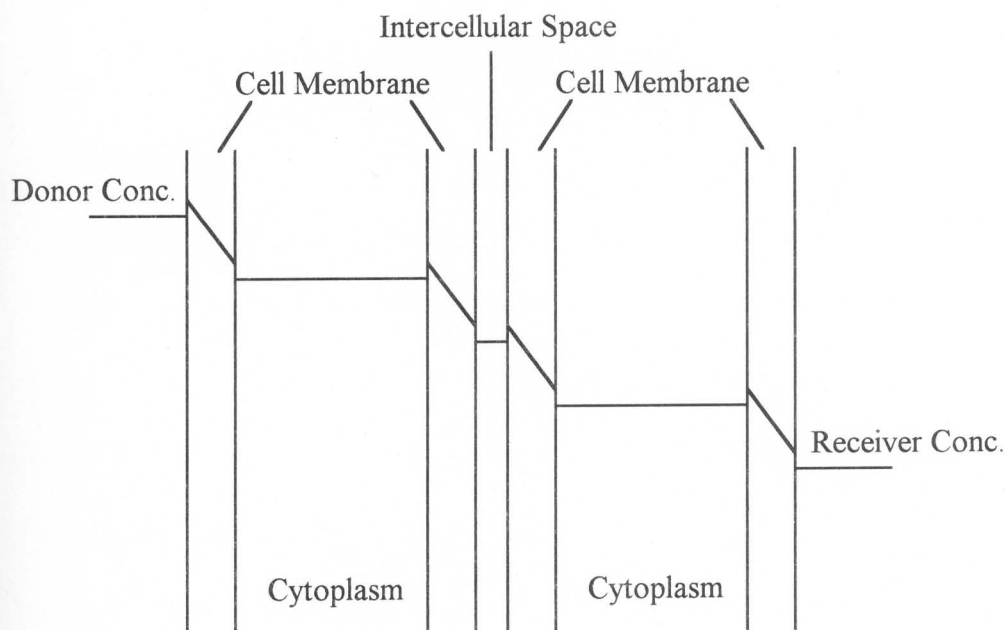 Intercellular Space
Cell Membrane
Cell Membrane
Donor Conc.
Receiver Conc.
Cytoplasm
Cytoplasm